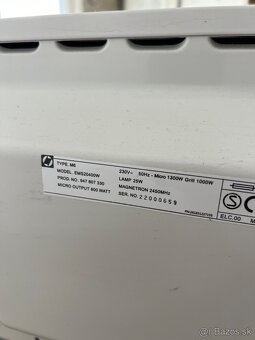 TYPE: M6
MODEL. EMS20400W
PROD. NO. 947 607 330
MICRO OUTPUT 800 WATT
230V~ 50Hz - Micro 1300W Grill 1000W
LAMP 25W
MAGNETRON 2450MHz
SER. NO. 22000659
ELC.00
S
Bazos.sk